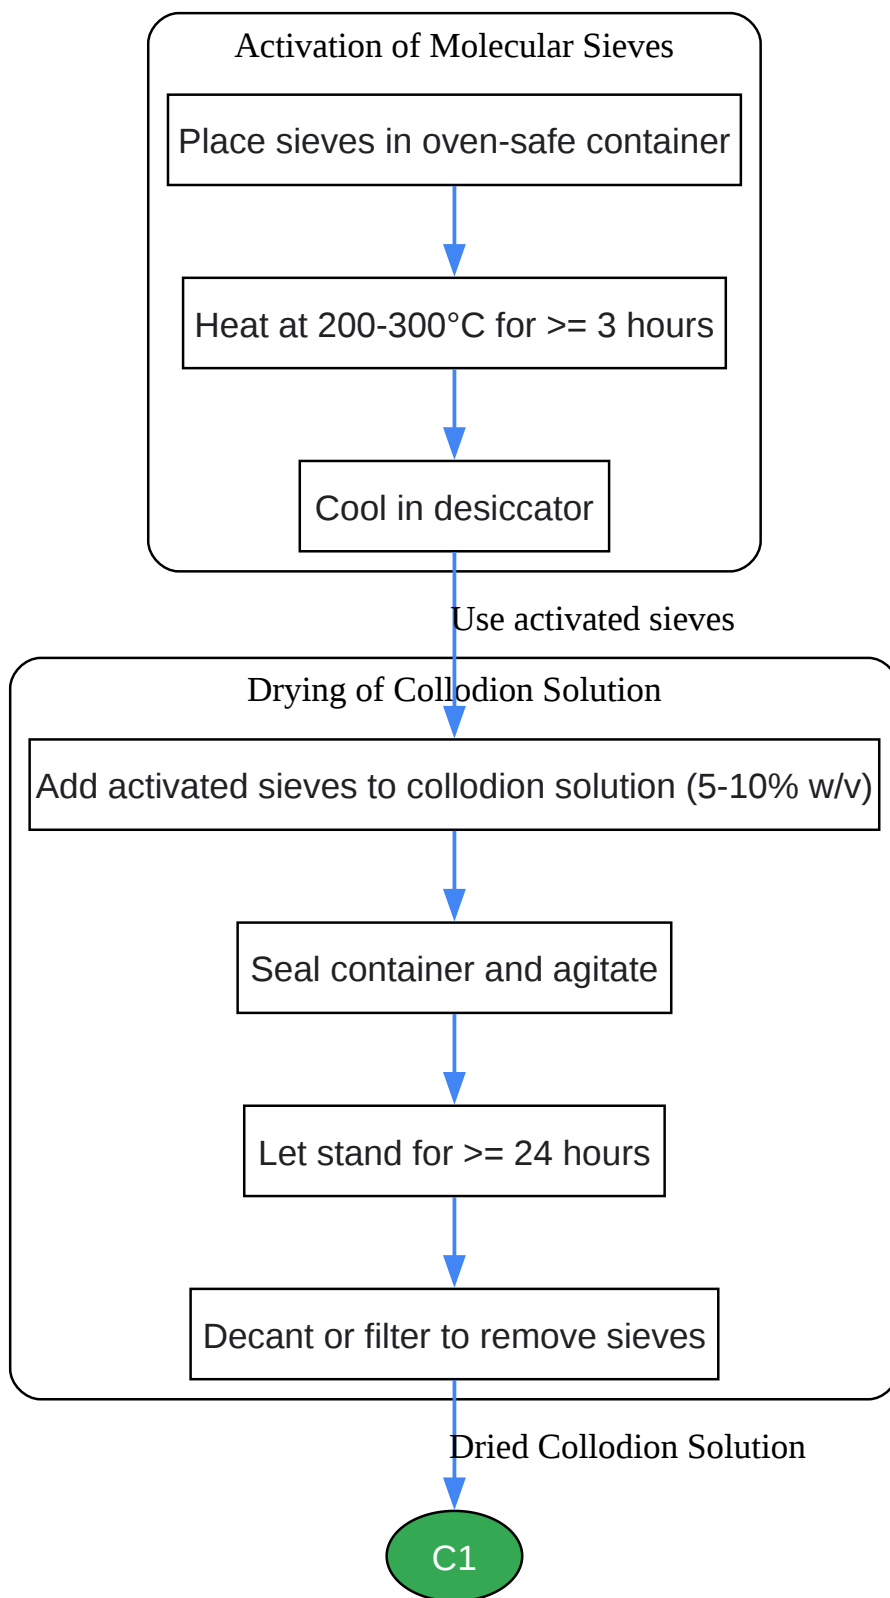 Activation of Molecular Sieves
Place sieves in oven-safe container
Heat at 200-300°C for >= 3 hours
Cool in desiccator
Use activated sieves
Drying of Collodion Solution
Add activated sieves to collodion solution (5-10% w/v)
Seal container and agitate
Let stand for >= 24 hours
Decant or filter to remove sieves
Dried Collodion Solution
C1